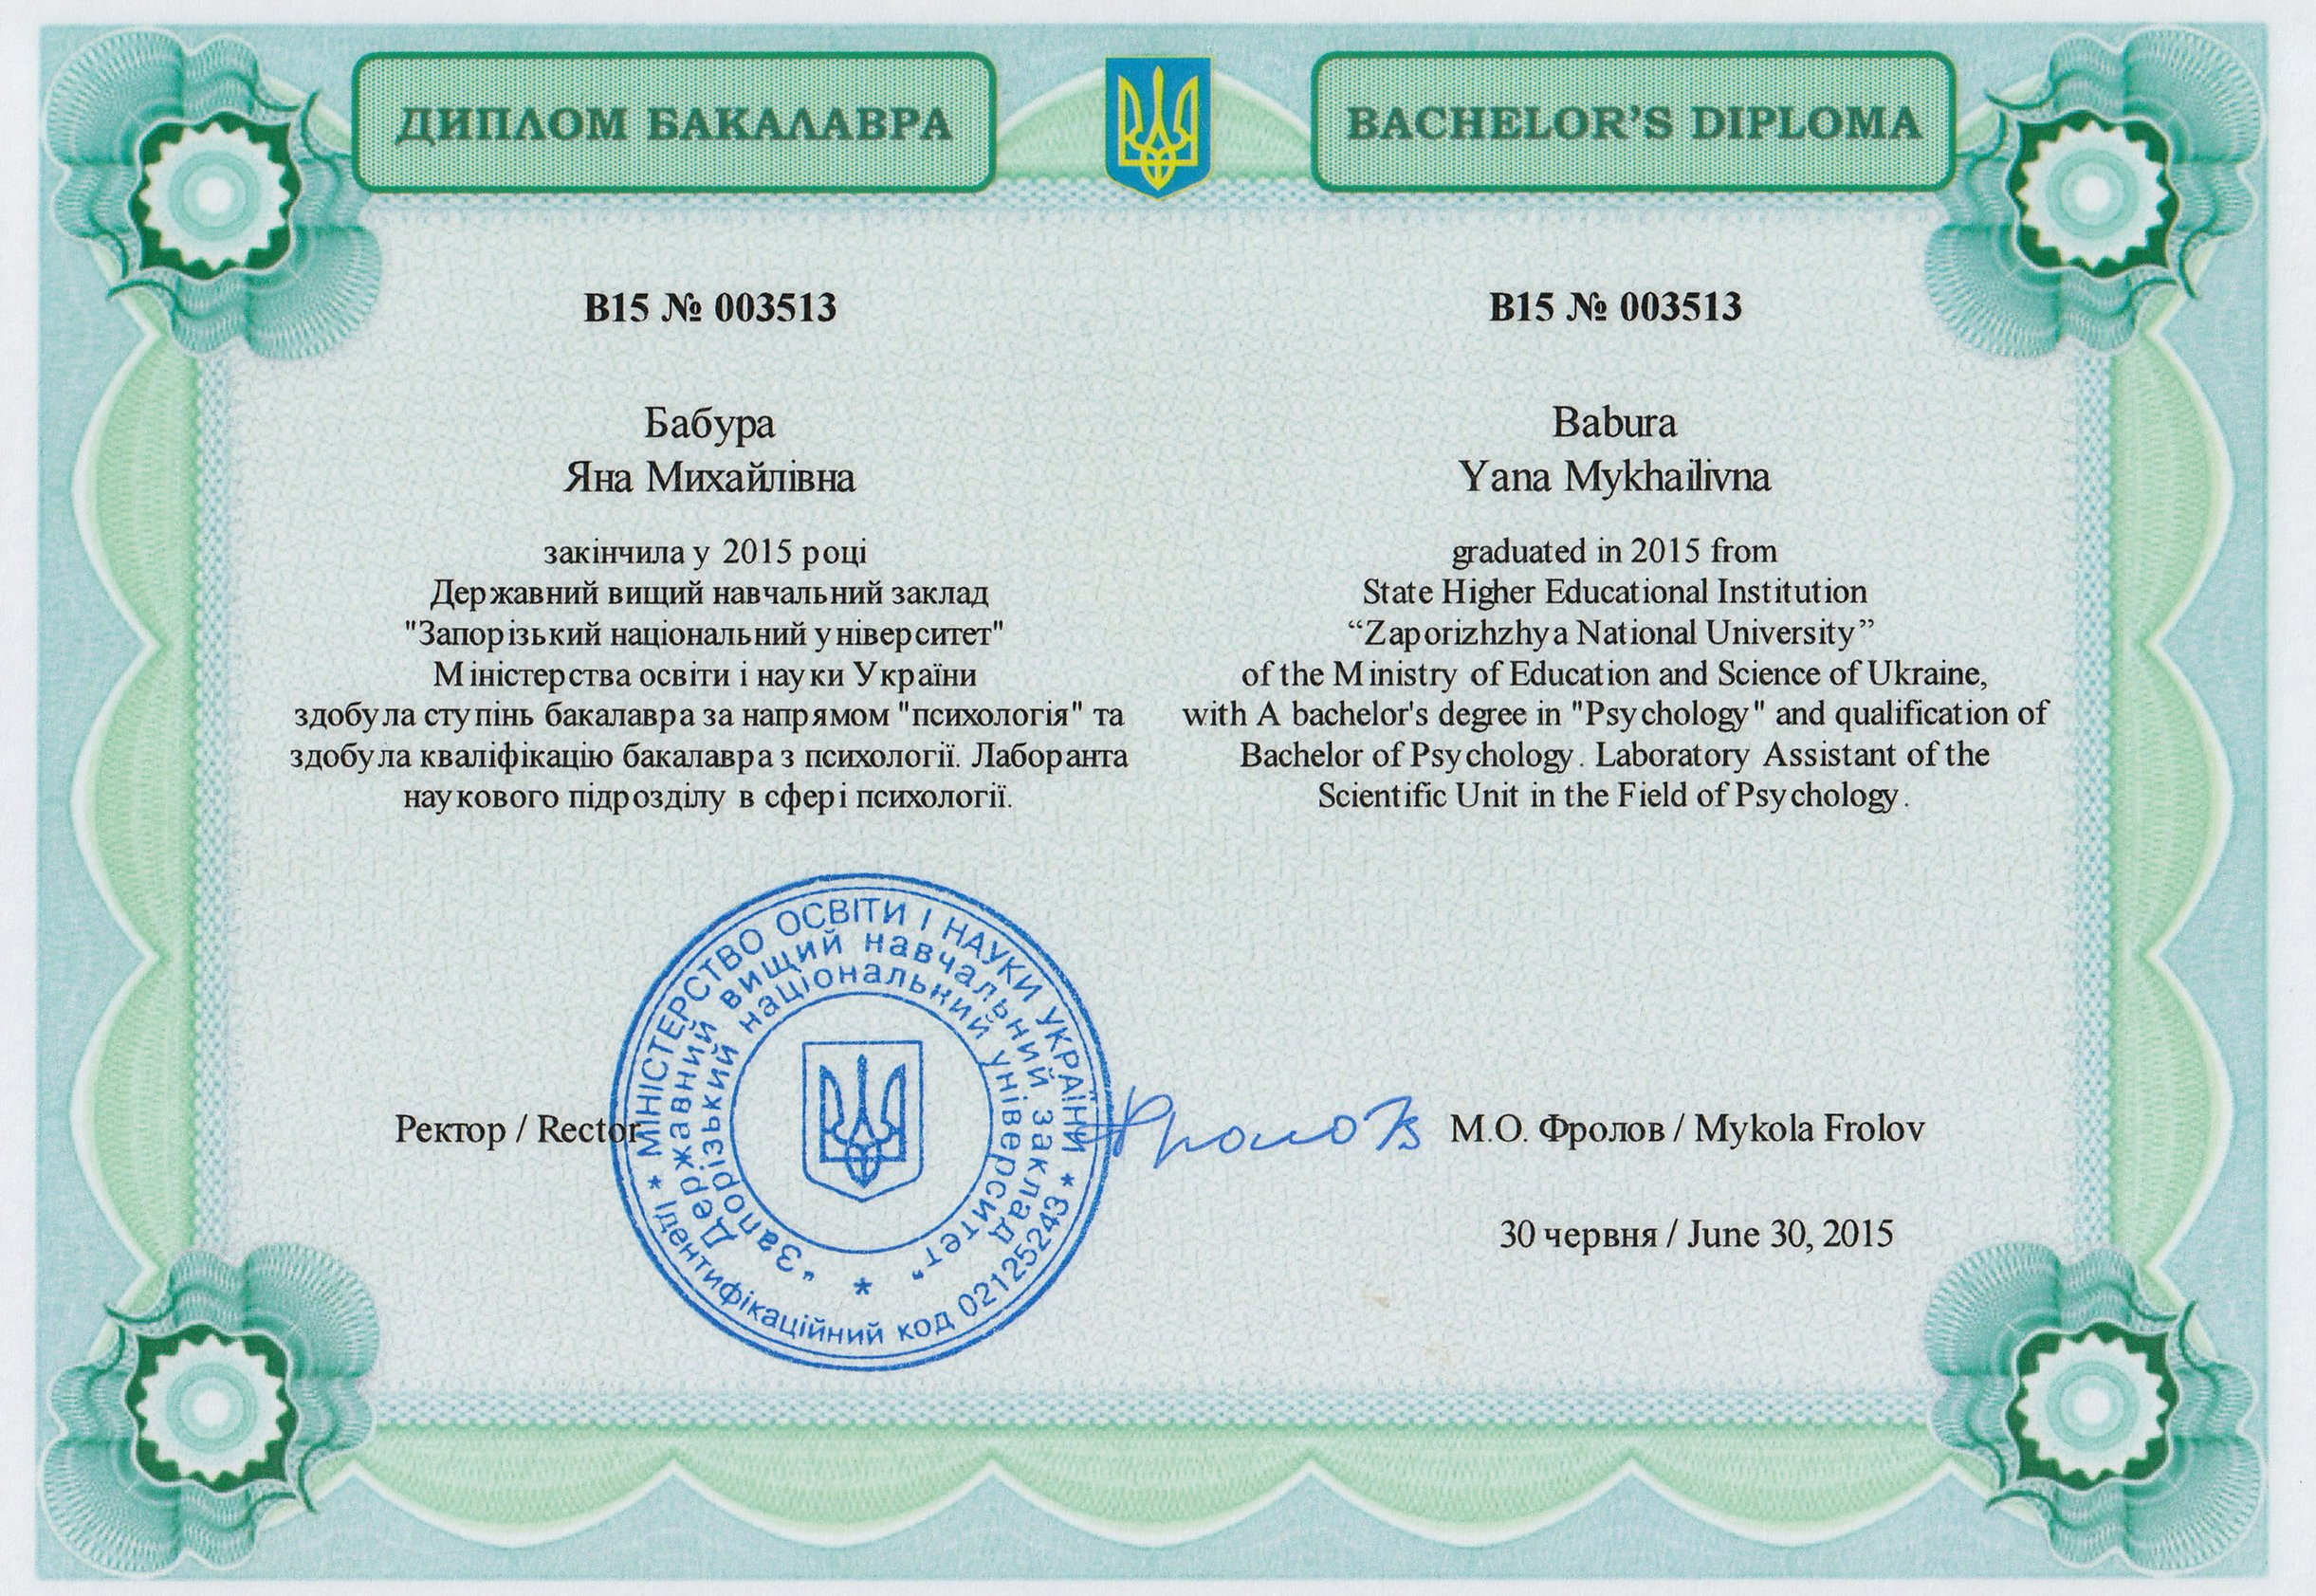 ДИПЛОМ БАКАЛАВРА
В15 № 003513
Бабура
Яна Михайлівна
закінчила у 2015 році
Державний вищий навчальний заклад
"Запорізький національний університет"
Міністерства освіти і науки України
здобула ступінь бакалавра за напрямом "психологія" та
здобула кваліфікацію бакалавра з психології. Лаборанта
наукового підрозділу в сфері психології.
BACHELOR’S DIPLOMA
B15 № 003513
Babura
Yana Mykhailivna
graduated in 2015 from
State Higher Educational Institution
“Zaporizhzhya National University”
of the Ministry of Education and Science of Ukraine,
with A bachelor's degree in "Psychology" and qualification of
Bachelor of Psychology. Laboratory Assistant of the
Scientific Unit in the Field of Psychology.
Ректор / Rector
* МІНІСТЕРСТВО ОСВІТИ І НАУКИ УКРАЇНИ *
Ідентифікаційний код 02125243
Державний вищий навчальний заклад
"Запорізький національний університет"
*
Фролов
М.О. Фролов / Mykola Frolov
30 червня / June 30, 2015